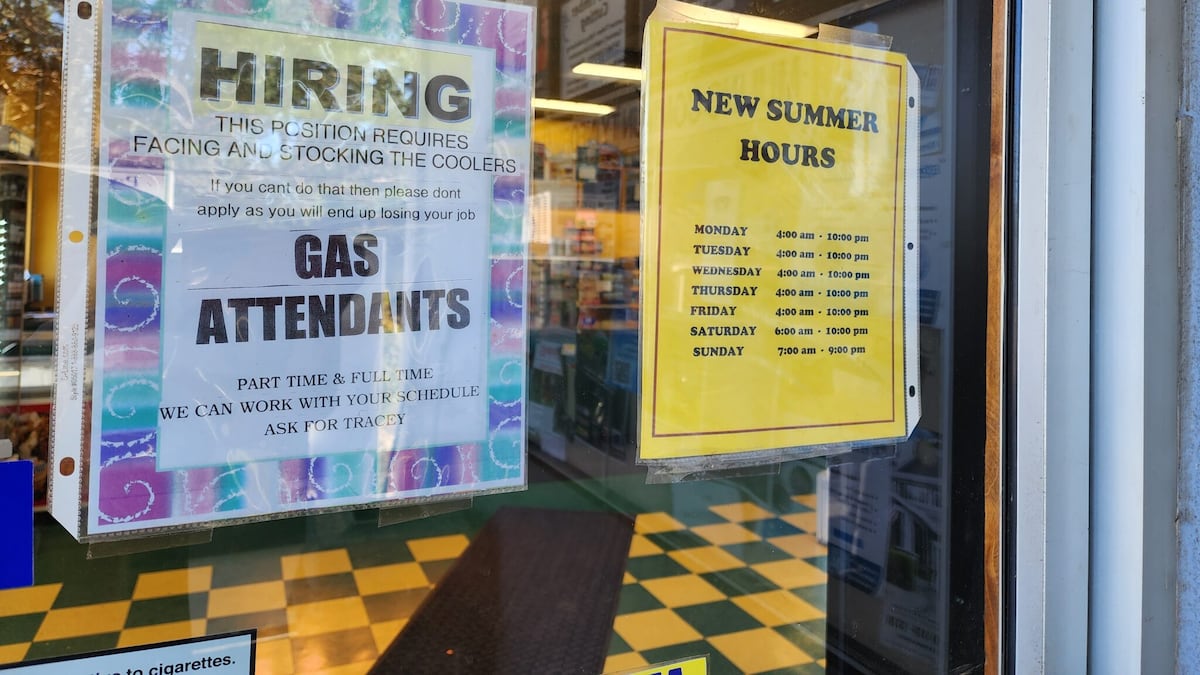 HIRING
THIS POSITION REQUIRES
FACING AND STOCKING THE COOLERS
If you cant do that then please dont
apply as you will end up losing your job
GAS
ATTENDANTS
PART TIME & FULL TIME
WE CAN WORK WITH YOUR SCHEDULE
ASK FOR TRACEY
NEW SUMMER
HOURS
MONDAY 4:00 am - 10:00 pm
TUESDAY 4:00 am - 10:00 pm
WEDNESDAY 4:00 am - 10:00 pm
THURSDAY 4:00 am - 10:00 pm
FRIDAY 4:00 am - 10:00 pm
SATURDAY 6:00 am - 10:00 pm
SUNDAY 7:00 am - 9:00 pm
to cigarettes.